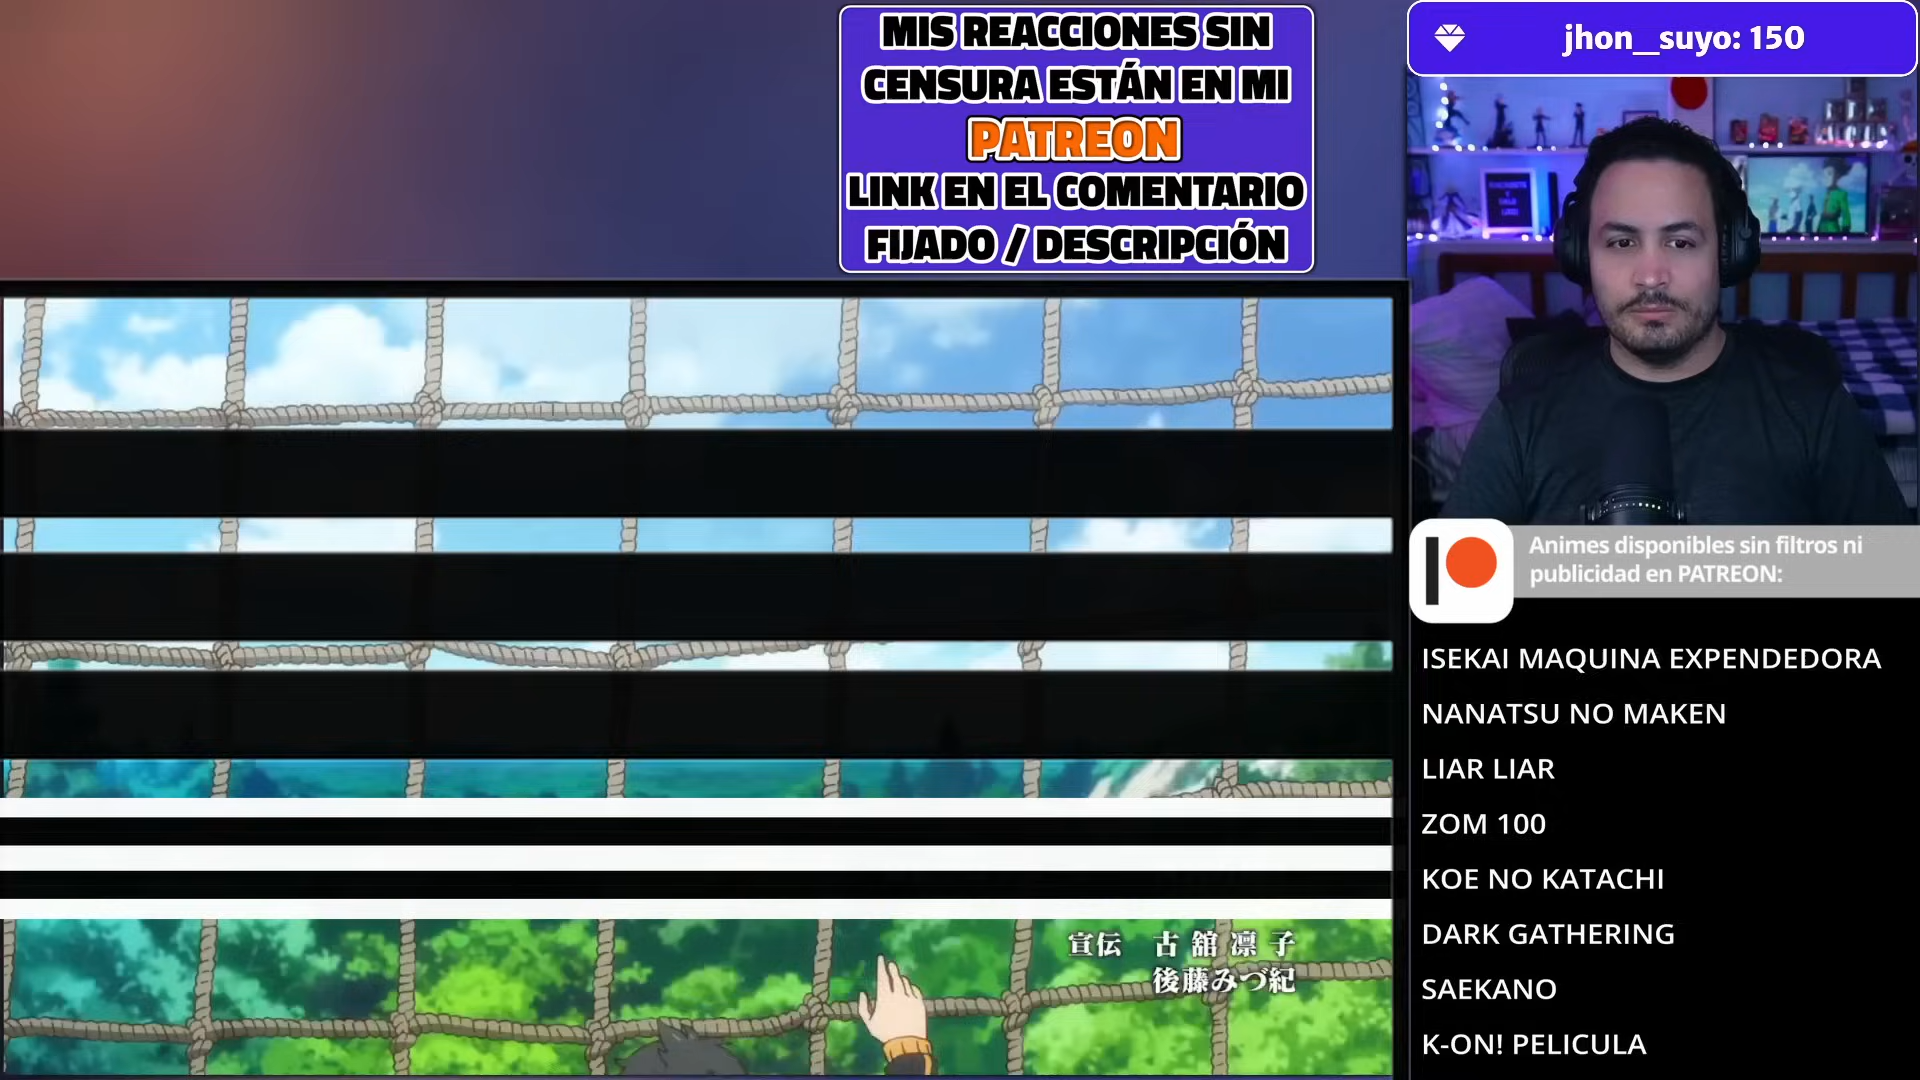 MIS REACCIONES SIN
CENSURA ESTÁN EN MI
PATREON
LINK EN EL COMENTARIO
FIJADO / DESCRIPCIÓN
jhon_suyo: 150
Animes disponibles sin filtros ni
publicidad en PATREON:
ISEKAI MAQUINA EXPENDEDORA
NANATSU NO MAKEN
LIAR LIAR
ZOM 100
KOE NO KATACHI
DARK GATHERING
SAEKANO
K-ON! PELICULA
宣伝 古舘凛子
後藤みづ紀